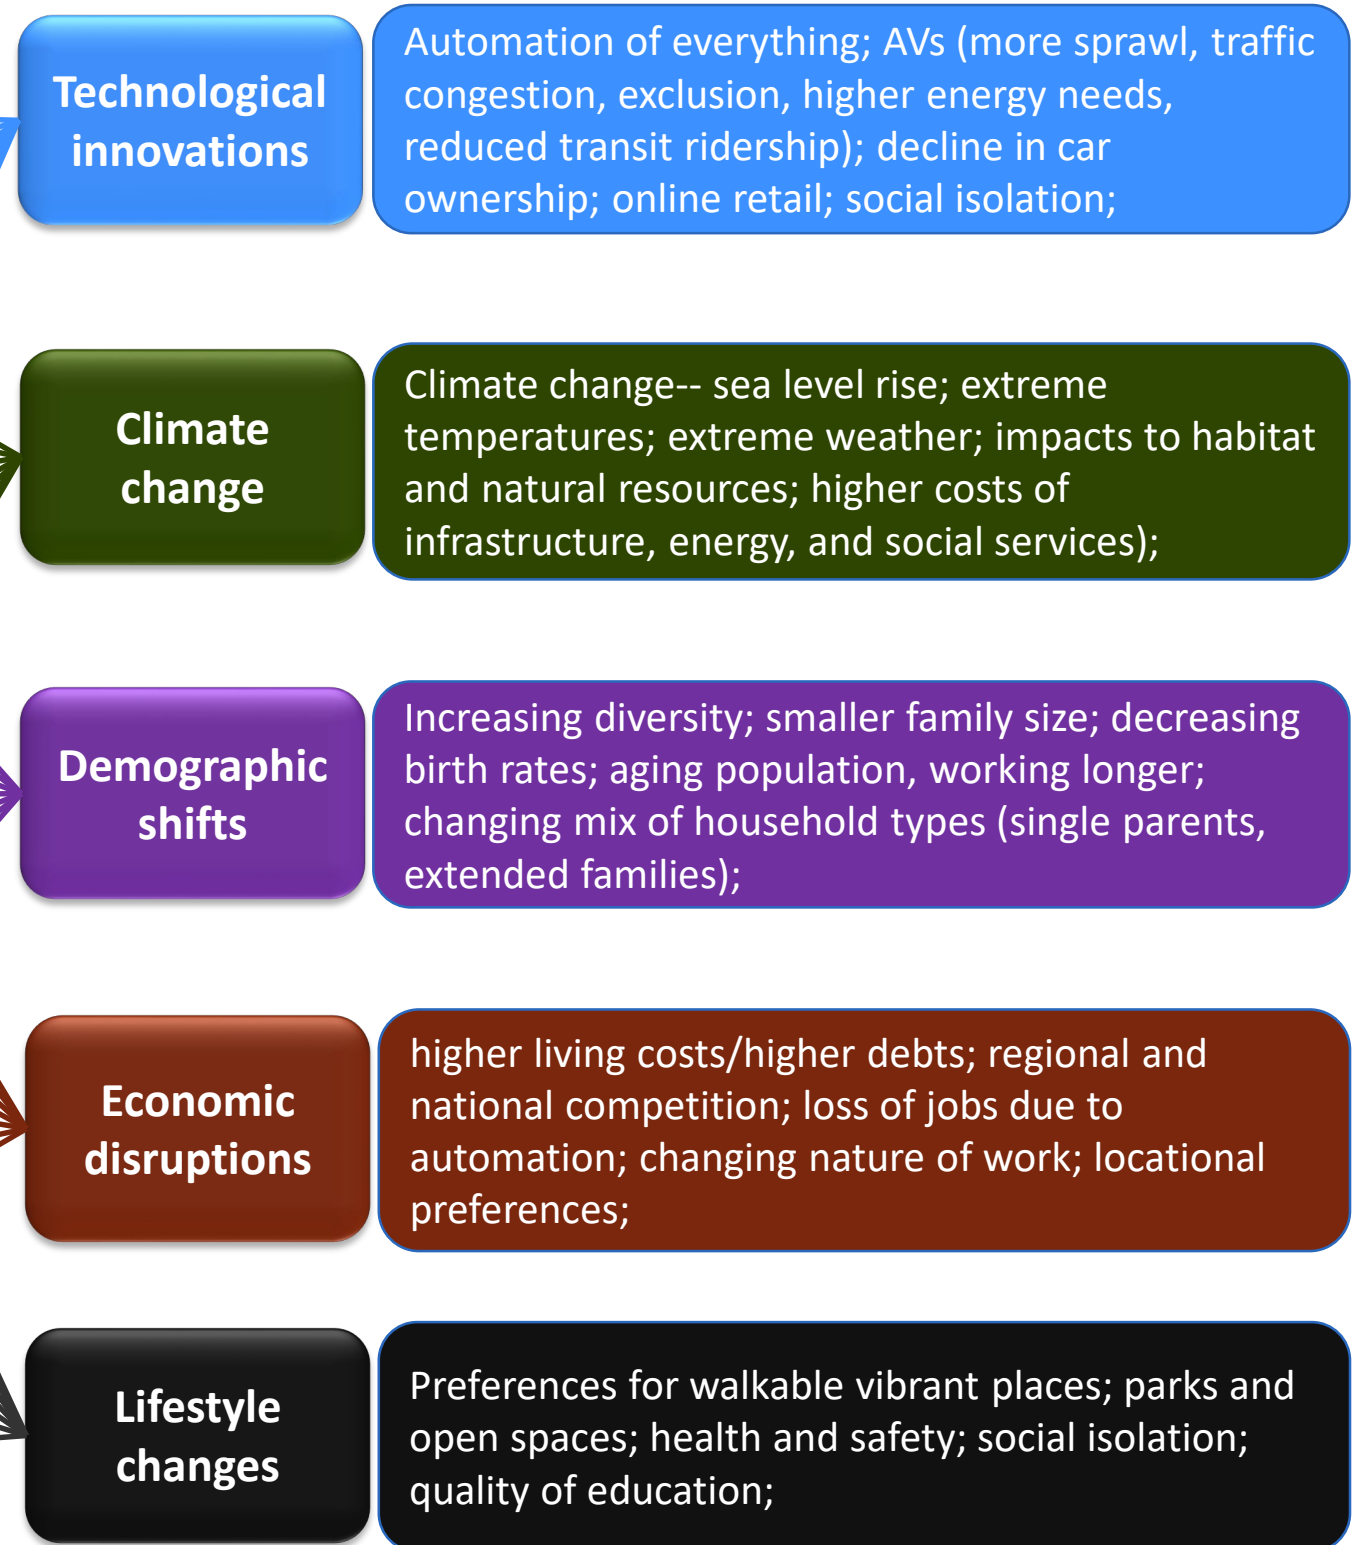 Technological
innovations
Automation of everything; AVs (more sprawl, traffic
congestion, exclusion, higher energy needs,
reduced transit ridership); decline in car
ownership; online retail; social isolation;
Climate
change
Climate change-- sea level rise; extreme
temperatures; extreme weather; impacts to habitat
and natural resources; higher costs of
infrastructure, energy, and social services);
Demographic
shifts
Increasing diversity; smaller family size; decreasing
birth rates; aging population, working longer;
changing mix of household types (single parents,
extended families);
Economic
disruptions
higher living costs/higher debts; regional and
national competition; loss of jobs due to
automation; changing nature of work; locational
preferences;
Lifestyle
changes
Preferences for walkable vibrant places; parks and
open spaces; health and safety; social isolation;
quality of education;